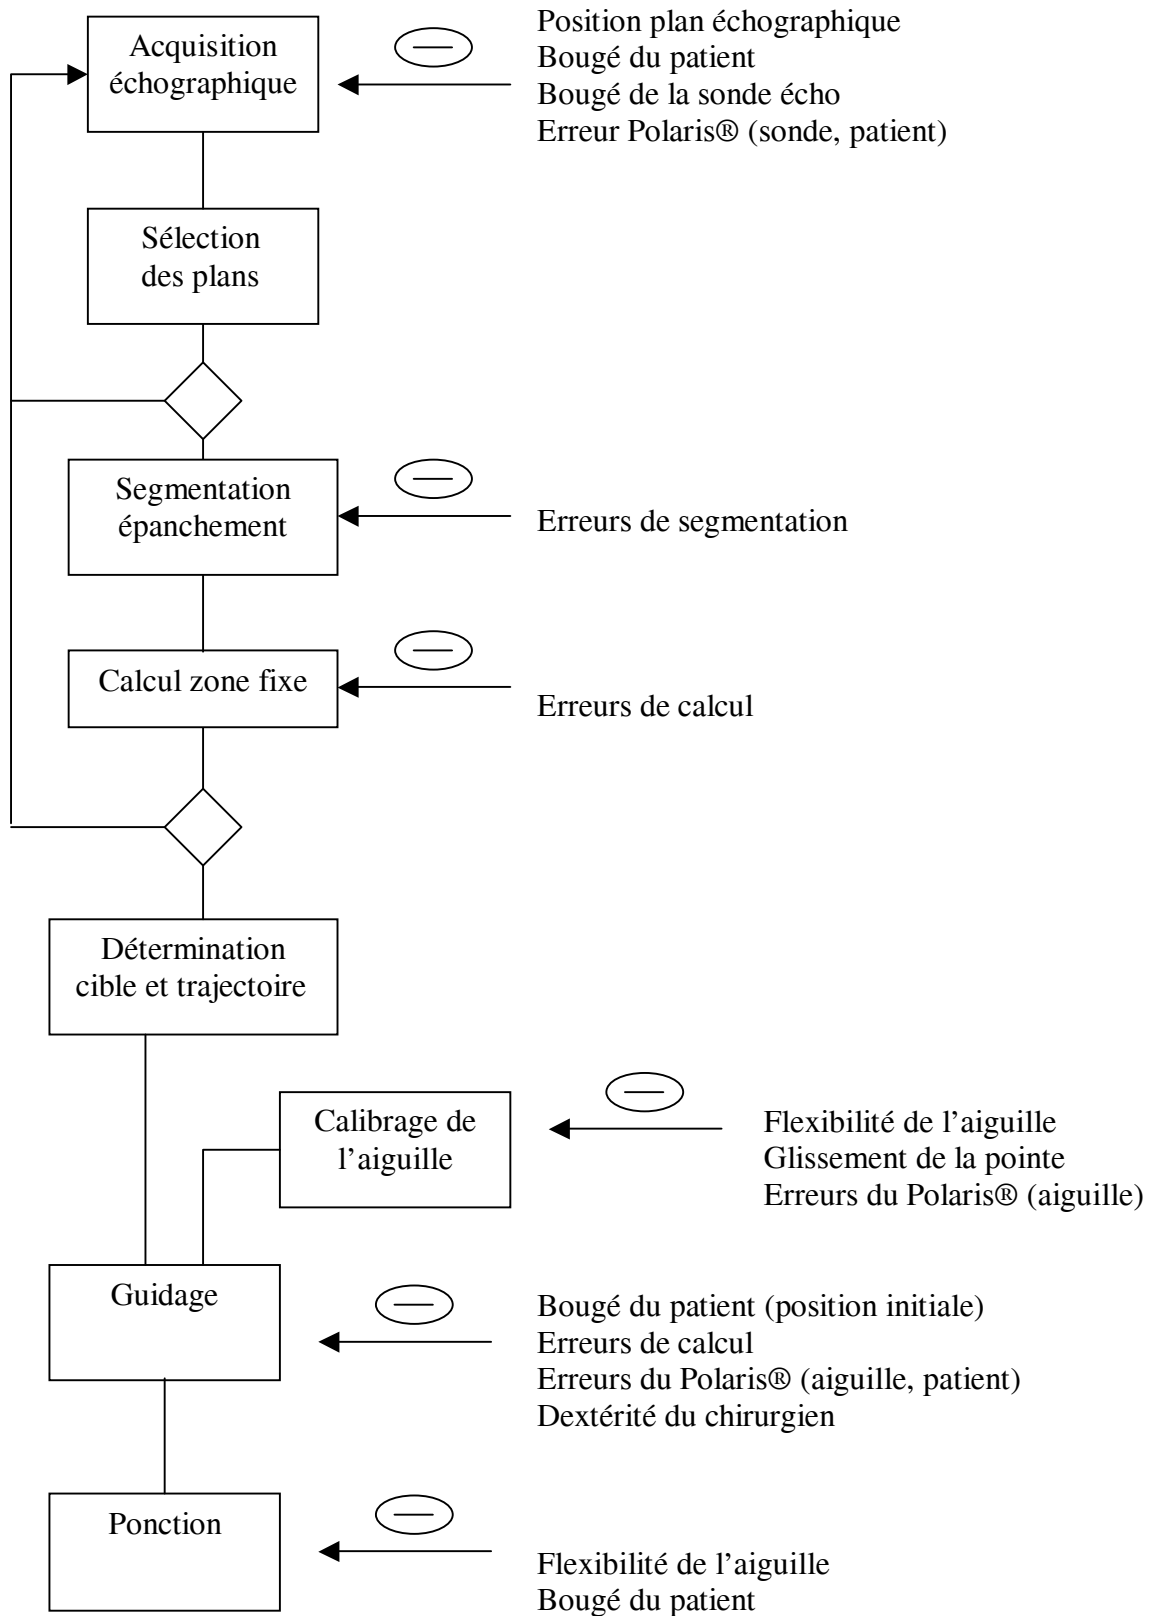 Acquisition
échographique
Position plan échographique
Bougé du patient
Bougé de la sonde écho
Erreur Polaris® (sonde, patient)
Sélection
des plans
Segmentation
épanchement
Erreurs de segmentation
Calcul zone fixe
Erreurs de calcul
Détermination
cible et trajectoire
Calibrage de
l’aiguille
Flexibilité de l’aiguille
Glissement de la pointe
Erreurs du Polaris® (aiguille)
Guidage
Bougé du patient (position initiale)
Erreurs de calcul
Erreurs du Polaris® (aiguille, patient)
Dextérité du chirurgien
Ponction
Flexibilité de l’aiguille
Bougé du patient